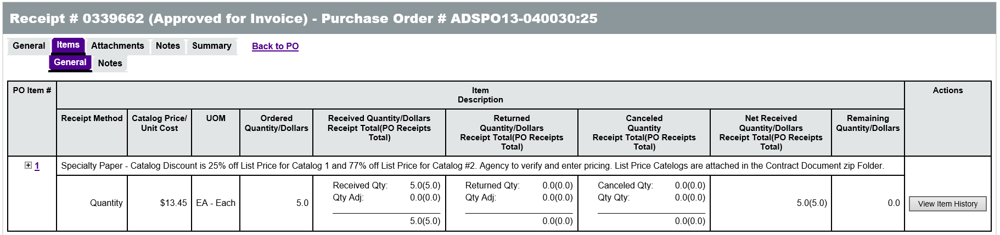 Receipt # 0339662 (Approved for Invoice) - Purchase Order # ADSPO13-040030:25
General Items Attachments Notes Summary Back to PO
General Notes
PO Item #
Item
Description
Actions
Receipt Method
Catalog Price/
Unit Cost
UOM
Ordered
Quantity/Dollars
Received Quantity/Dollars
Receipt Total(PO Receipts
Total)
Returned
Quantity/Dollars
Receipt Total(PO Receipts
Total)
Canceled
Quantity
Receipt Total(PO Receipts
Total)
Net Received
Quantity/Dollars
Receipt Total(PO Receipts
Total)
Remaining
Quantity/Dollars
1
Specialty Paper - Catalog Discount is 25% off List Price for Catalog 1 and 77% off List Price for Catalog #2. Agency to verify and enter pricing. List Price Catelogs are attached in the Contract Document zip Folder.
Quantity
$13.45
EA - Each
5.0
Received Qty: 5.0(5.0)
Qty Adj: 0.0(0.0)
5.0(5.0)
Returned Qty: 0.0(0.0)
Qty Adj: 0.0(0.0)
0.0(0.0)
Canceled Qty: 0.0(0.0)
Qty Qty: 0.0(0.0)
0.0(0.0)
5.0(5.0)
0.0
View Item History